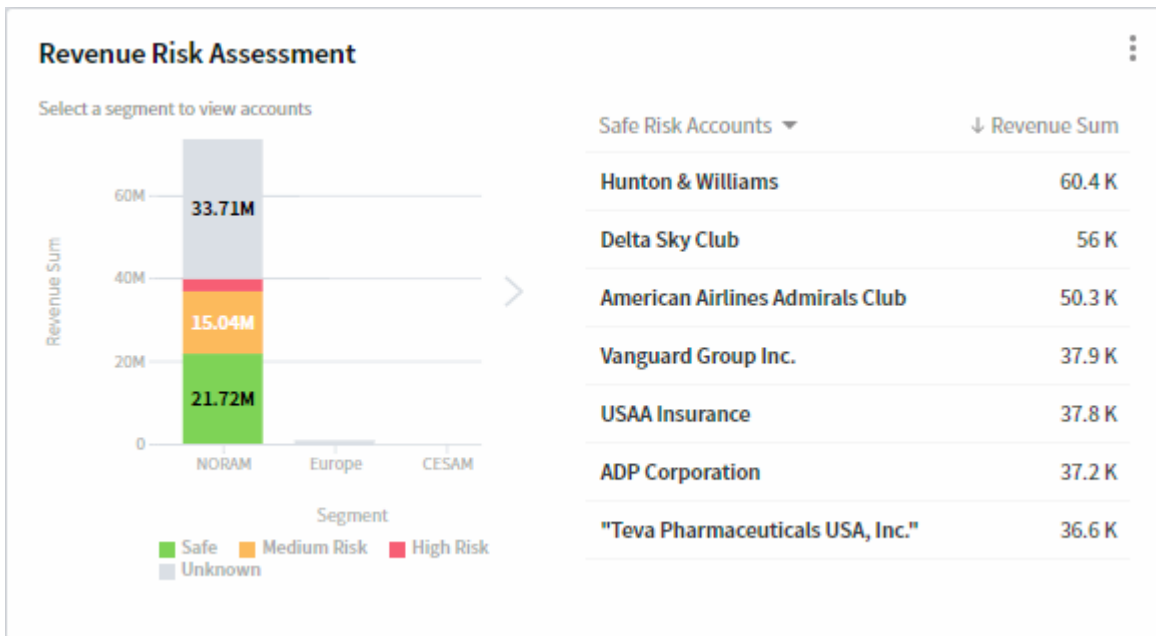 Revenue Risk Assessment
Select a segment to view accounts
Revenue Sum
60M
40M
20M
0
33.71M
15.04M
21.72M
NORAM Europe CESAM
Segment
Safe Medium Risk High Risk
Unknown
Safe Risk Accounts Revenue Sum
Hunton & Williams 60.4 K
Delta Sky Club 56 K
American Airlines Admirals Club 50.3 K
Vanguard Group Inc. 37.9 K
USAA Insurance 37.8 K
ADP Corporation 37.2 K
"Teva Pharmaceuticals USA, Inc." 36.6 K